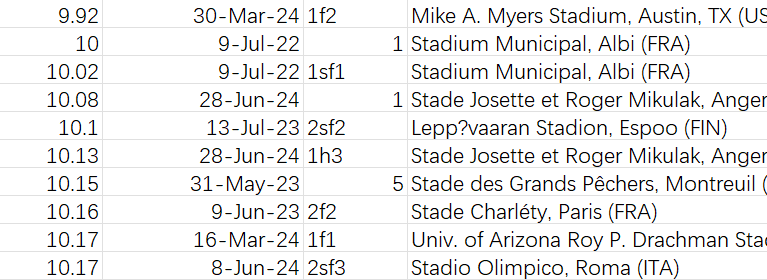 9.92 30-Mar-24 1f2 Mike A. Myers Stadium, Austin, TX (US
10 9-Jul-22 1 Stadium Municipal, Albi (FRA)
10.02 9-Jul-22 1sf1 Stadium Municipal, Albi (FRA)
10.08 28-Jun-24 1 Stade Josette et Roger Mikulak, Anger
10.1 13-Jul-23 2sf2 Lepp?vaaran Stadion, Espoo (FIN)
10.13 28-Jun-24 1h3 Stade Josette et Roger Mikulak, Anger
10.15 31-May-23 5 Stade des Grands Pêchers, Montreuil (
10.16 9-Jun-23 2f2 Stade Charléty, Paris (FRA)
10.17 16-Mar-24 1f1 Univ. of Arizona Roy P. Drachman Stad
10.17 8-Jun-24 2sf3 Stadio Olimpico, Roma (ITA)